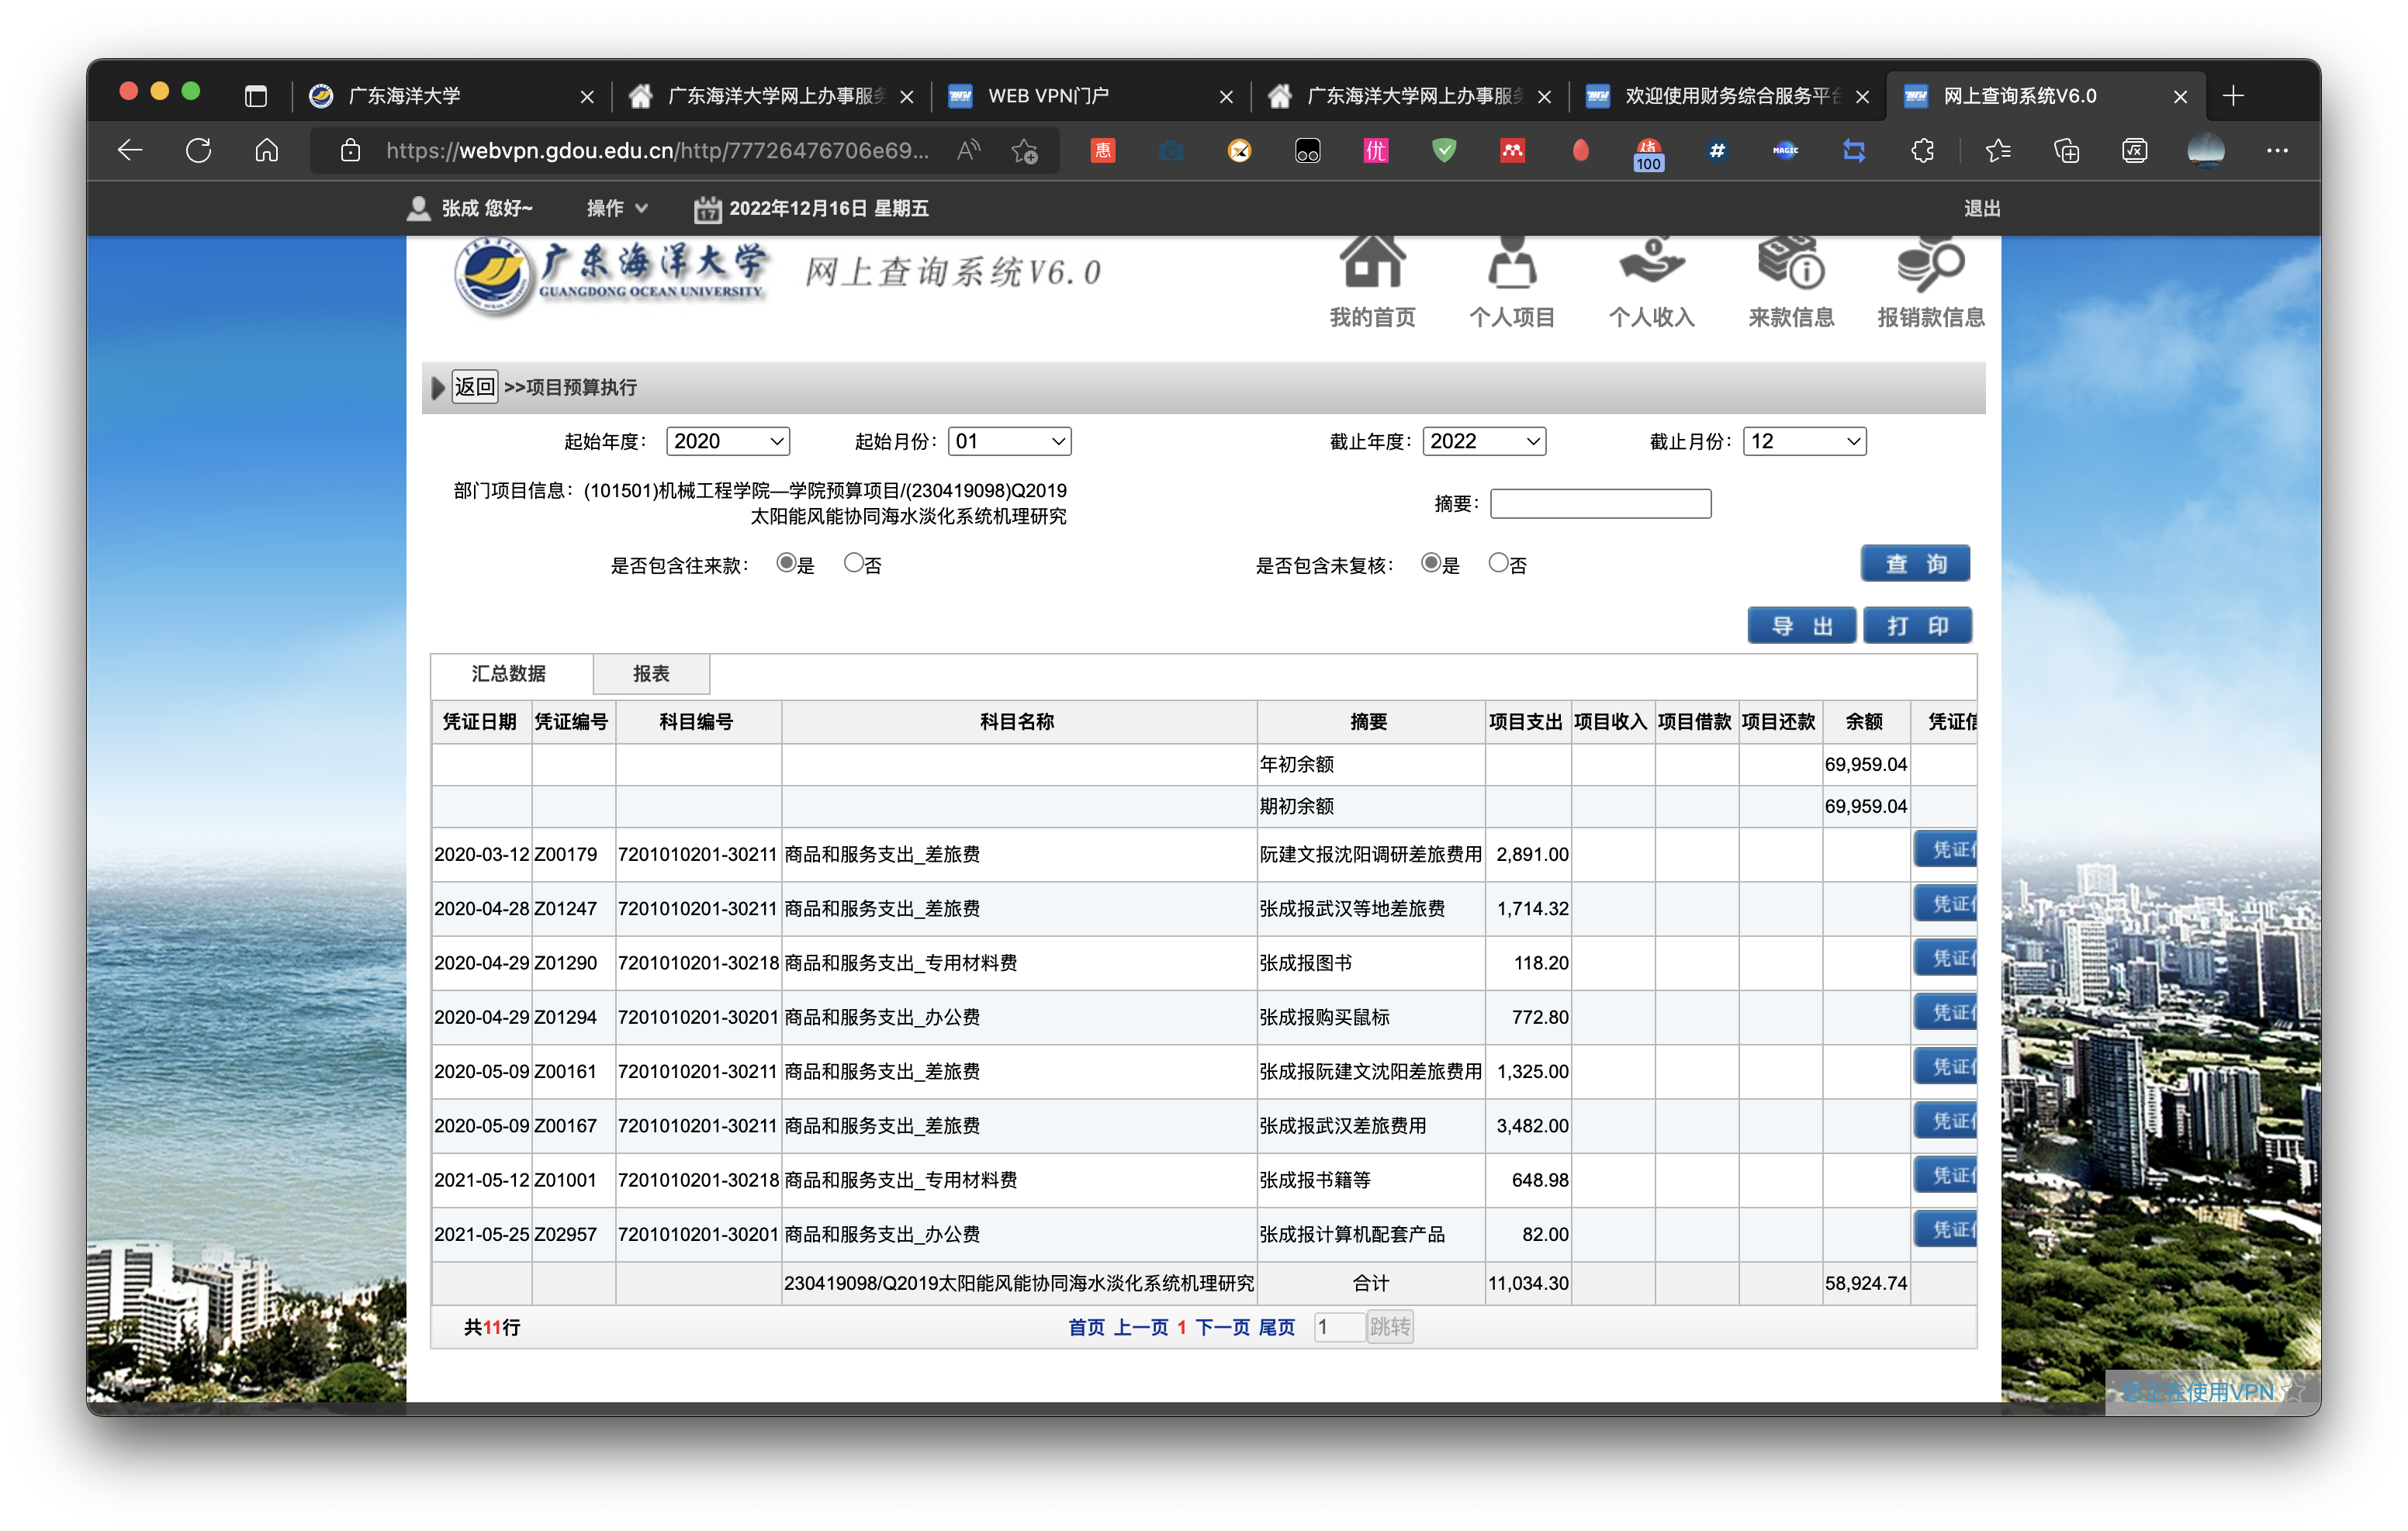 广东海洋大学
广东海洋大学网上办事服务
WEB VPN门户
广东海洋大学网上办事服务
欢迎使用财务综合服务平台
网上查询系统V6.0
https://webvpn.gdou.edu.cn/http/77726476706e69...
惠
优
100
#
MAGIC
张成 您好~ 操作 17 2022年12月16日 星期五 退出
广东海洋大学
GUANGDONG OCEAN UNIVERSITY
网上查询系统V6.0
我的首页 个人项目 个人收入 来款信息 报销款信息
返回 >>项目预算执行
起始年度： 2020 起始月份： 01 截止年度： 2022 截止月份： 12
部门项目信息： (101501)机械工程学院—学院预算项目/(230419098)Q2019
太阳能风能协同海水淡化系统机理研究
摘要：
是否包含往来款： 是 否 是否包含未复核： 是 否 查 询
导 出 打 印
汇总数据 报表
凭证日期 凭证编号 科目编号 科目名称 摘要 项目支出 项目收入 项目借款 项目还款 余额 凭证信
年初余额 69,959.04
期初余额 69,959.04
2020-03-12 Z00179 7201010201-30211 商品和服务支出_差旅费 阮建文报沈阳调研差旅费用 2,891.00 凭证信
2020-04-28 Z01247 7201010201-30211 商品和服务支出_差旅费 张成报武汉等地差旅费 1,714.32 凭证信
2020-04-29 Z01290 7201010201-30218 商品和服务支出_专用材料费 张成报图书 118.20 凭证信
2020-04-29 Z01294 7201010201-30201 商品和服务支出_办公费 张成报购买鼠标 772.80 凭证信
2020-05-09 Z00161 7201010201-30211 商品和服务支出_差旅费 张成报阮建文沈阳差旅费用 1,325.00 凭证信
2020-05-09 Z00167 7201010201-30211 商品和服务支出_差旅费 张成报武汉差旅费用 3,482.00 凭证信
2021-05-12 Z01001 7201010201-30218 商品和服务支出_专用材料费 张成报书籍等 648.98 凭证信
2021-05-25 Z02957 7201010201-30201 商品和服务支出_办公费 张成报计算机配套产品 82.00 凭证信
230419098/Q2019太阳能风能协同海水淡化系统机理研究 合计 11,034.30 58,924.74
共11行 首页 上一页 1 下一页 尾页 1 跳转
您正在使用VPN